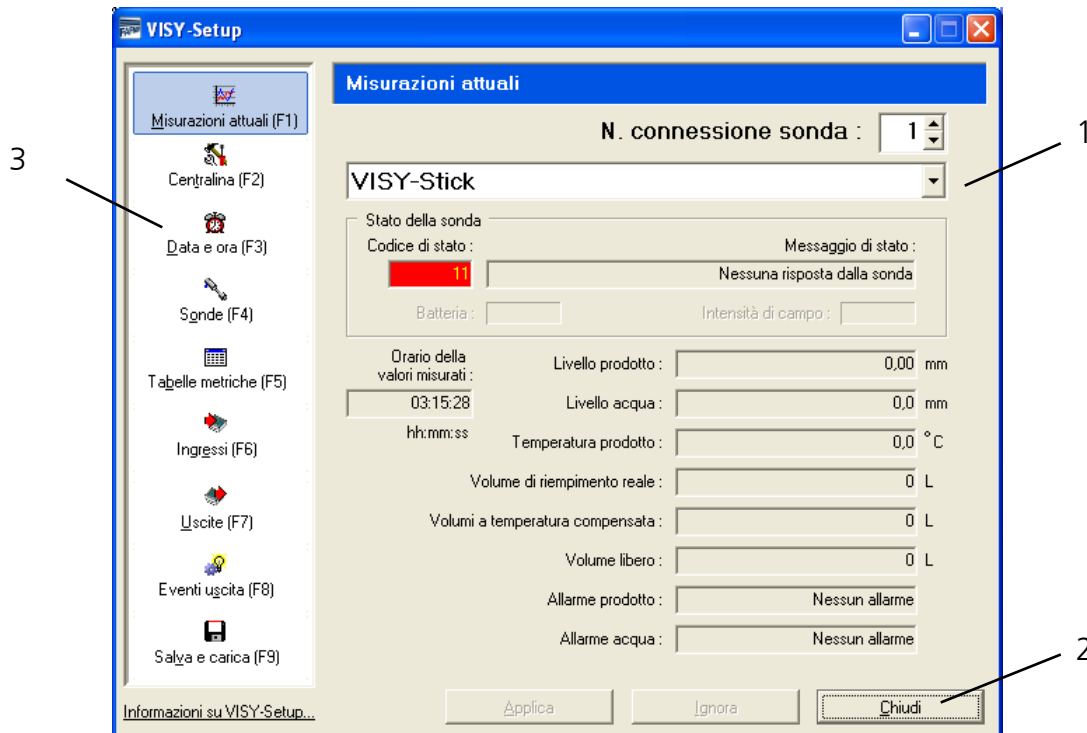 VISY-Setup
Misurazioni attuali (F1)
Centralina (F2)
Data e ora (F3)
Sonde (F4)
Tabelle metriche (F5)
Ingressi (F6)
Uscite (F7)
Eventi uscita (F8)
Salva e carica (F9)
Informazioni su VISY-Setup...
Misurazioni attuali
N. connessione sonda : 1
VISY-Stick
Stato della sonda
Codice di stato : Messaggio di stato :
11 Nessuna risposta dalla sonda
Batteria : Intensità di campo :
Orario della
valori misurati :
03:15:28
hh:mm:ss
Livello prodotto : 0,00 mm
Livello acqua : 0,0 mm
Temperatura prodotto : 0,0 °C
Volume di riempimento reale : 0 L
Volumi a temperatura compensata : 0 L
Volume libero : 0 L
Allarme prodotto : Nessun allarme
Allarme acqua : Nessun allarme
Applica Ignora Chiudi
1
2
3